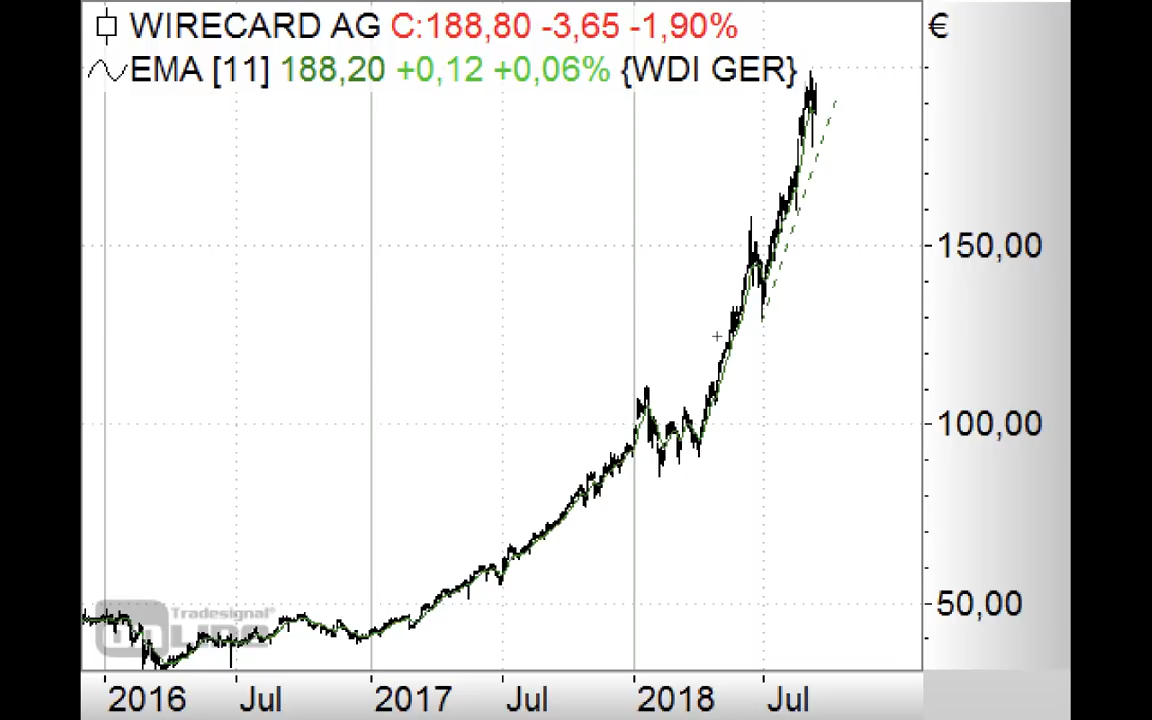 WIRECARD AG C:188,80 -3,65 -1,90% €
EMA [11] 188,20 +0,12 +0,06% {WDI GER}
150,00
100,00
50,00
Tradesignal®
2016 Jul 2017 Jul 2018 Jul